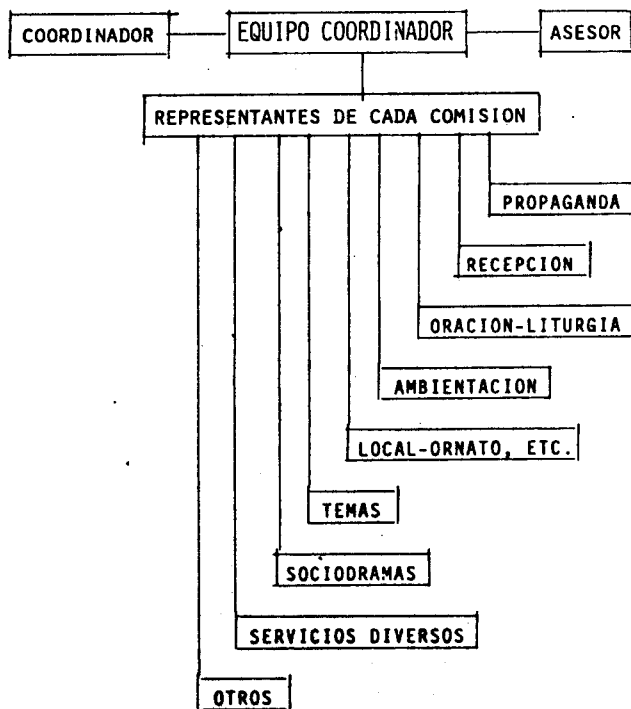 COORDINADOR EQUIPO COORDINADOR ASESOR
REPRESENTANTES DE CADA COMISION
PROPAGANDA
RECEPCION
ORACION-LITURGIA
AMBIENTACION
LOCAL-ORNATO, ETC.
TEMAS
SOCIODRAMAS
SERVICIOS DIVERSOS
OTROS